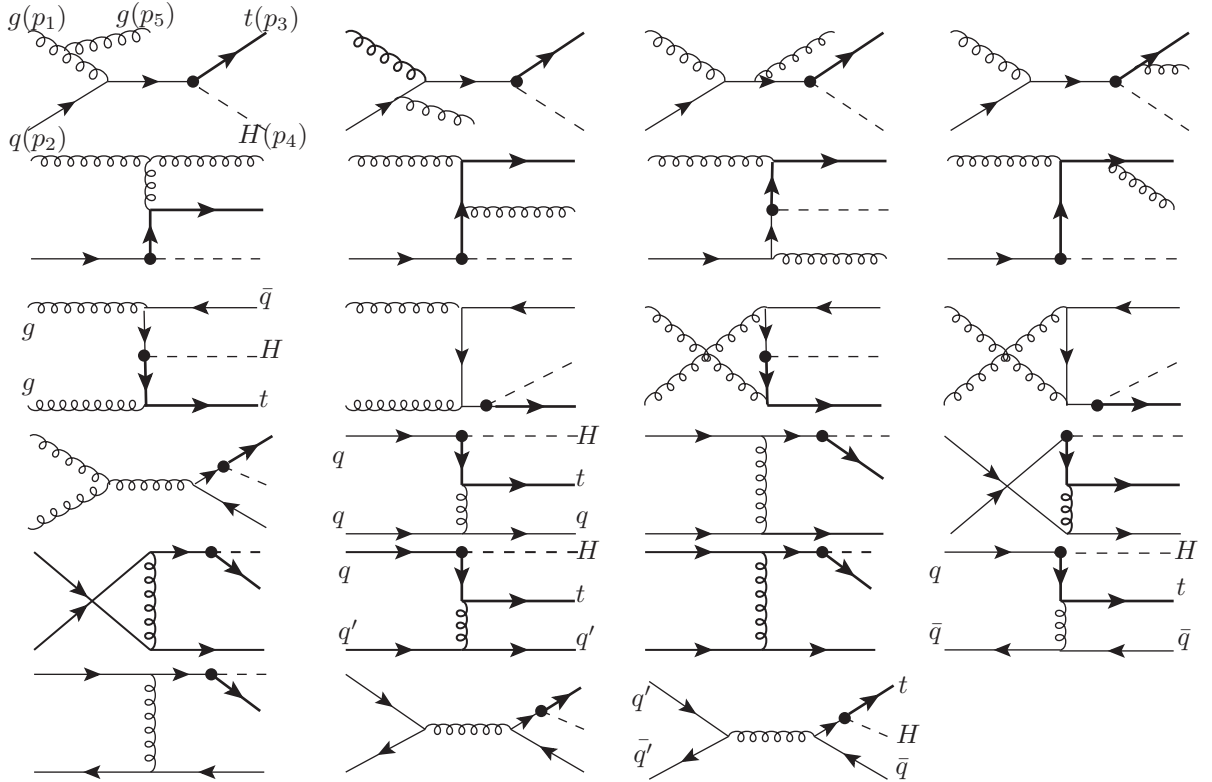 g(p₁) g(p₅) t(p₃)
q(p₂) H(p₄)
q̄
g
H
g t
H
q
t
q q
H H
q t q t
q′ q′ q̄ q̄
q′ t
H
q̄′ q̄